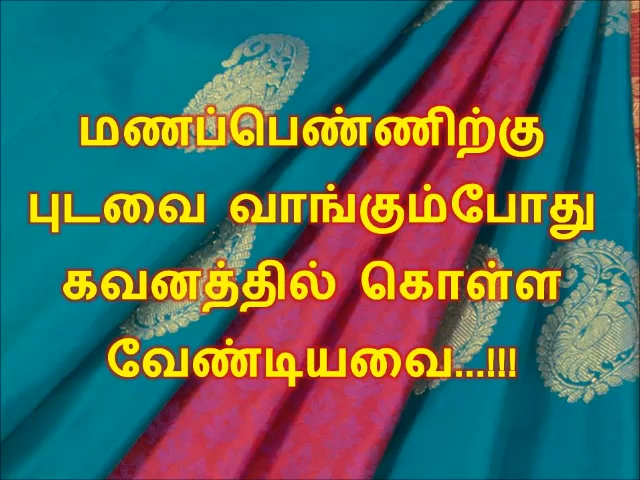 மணப்பெண்ணிற்கு
புடவை வாங்கும்போது
கவனத்தில் கொள்ள
வேண்டியவை...!!!